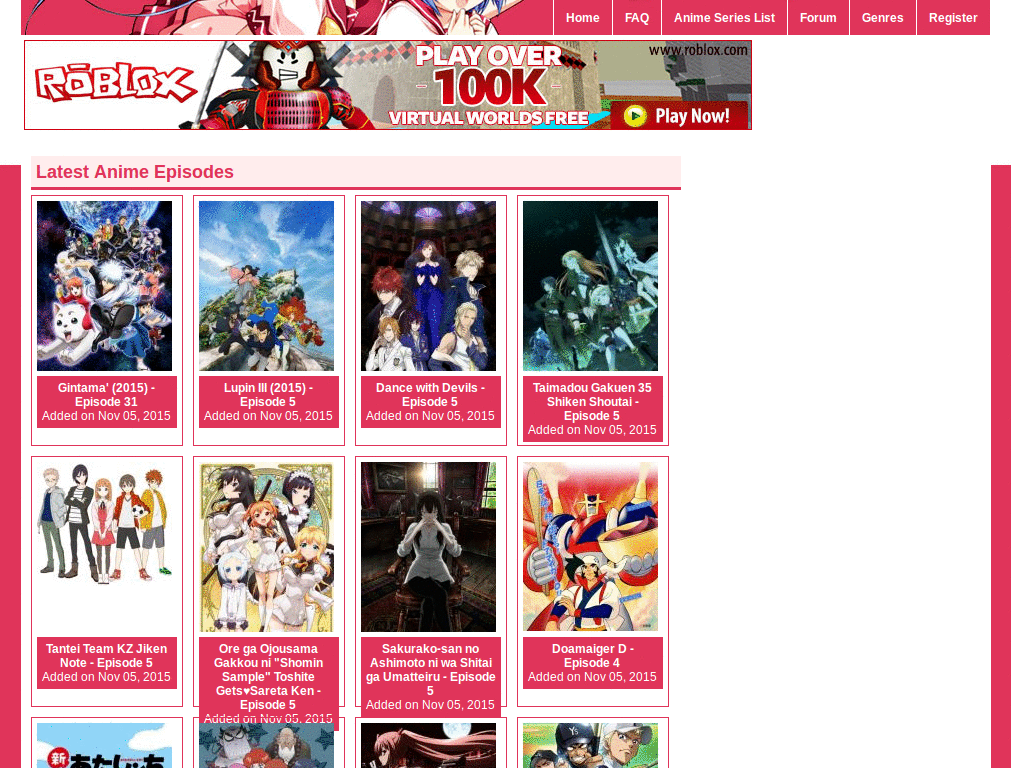 Home
FAQ
Anime Series List
Forum
Genres
Register
www.roblox.com
ROBLOX
PLAY OVER
100K
VIRTUAL WORLDS FREE
Play Now!
Latest Anime Episodes
Gintama' (2015) -
Episode 31
Added on Nov 05, 2015
Lupin III (2015) -
Episode 5
Added on Nov 05, 2015
Dance with Devils -
Episode 5
Added on Nov 05, 2015
Taimadou Gakuen 35
Shiken Shoutai -
Episode 5
Added on Nov 05, 2015
Tantei Team KZ Jiken
Note - Episode 5
Added on Nov 05, 2015
Ore ga Ojousama
Gakkou ni "Shomin
Sample" Toshite
Gets♥Sareta Ken -
Episode 5
Added on Nov 05, 2015
Sakurako-san no
Ashimoto ni wa Shitai
ga Umatteiru - Episode
5
Added on Nov 05, 2015
Doamaiger D -
Episode 4
Added on Nov 05, 2015
新
あたしンち